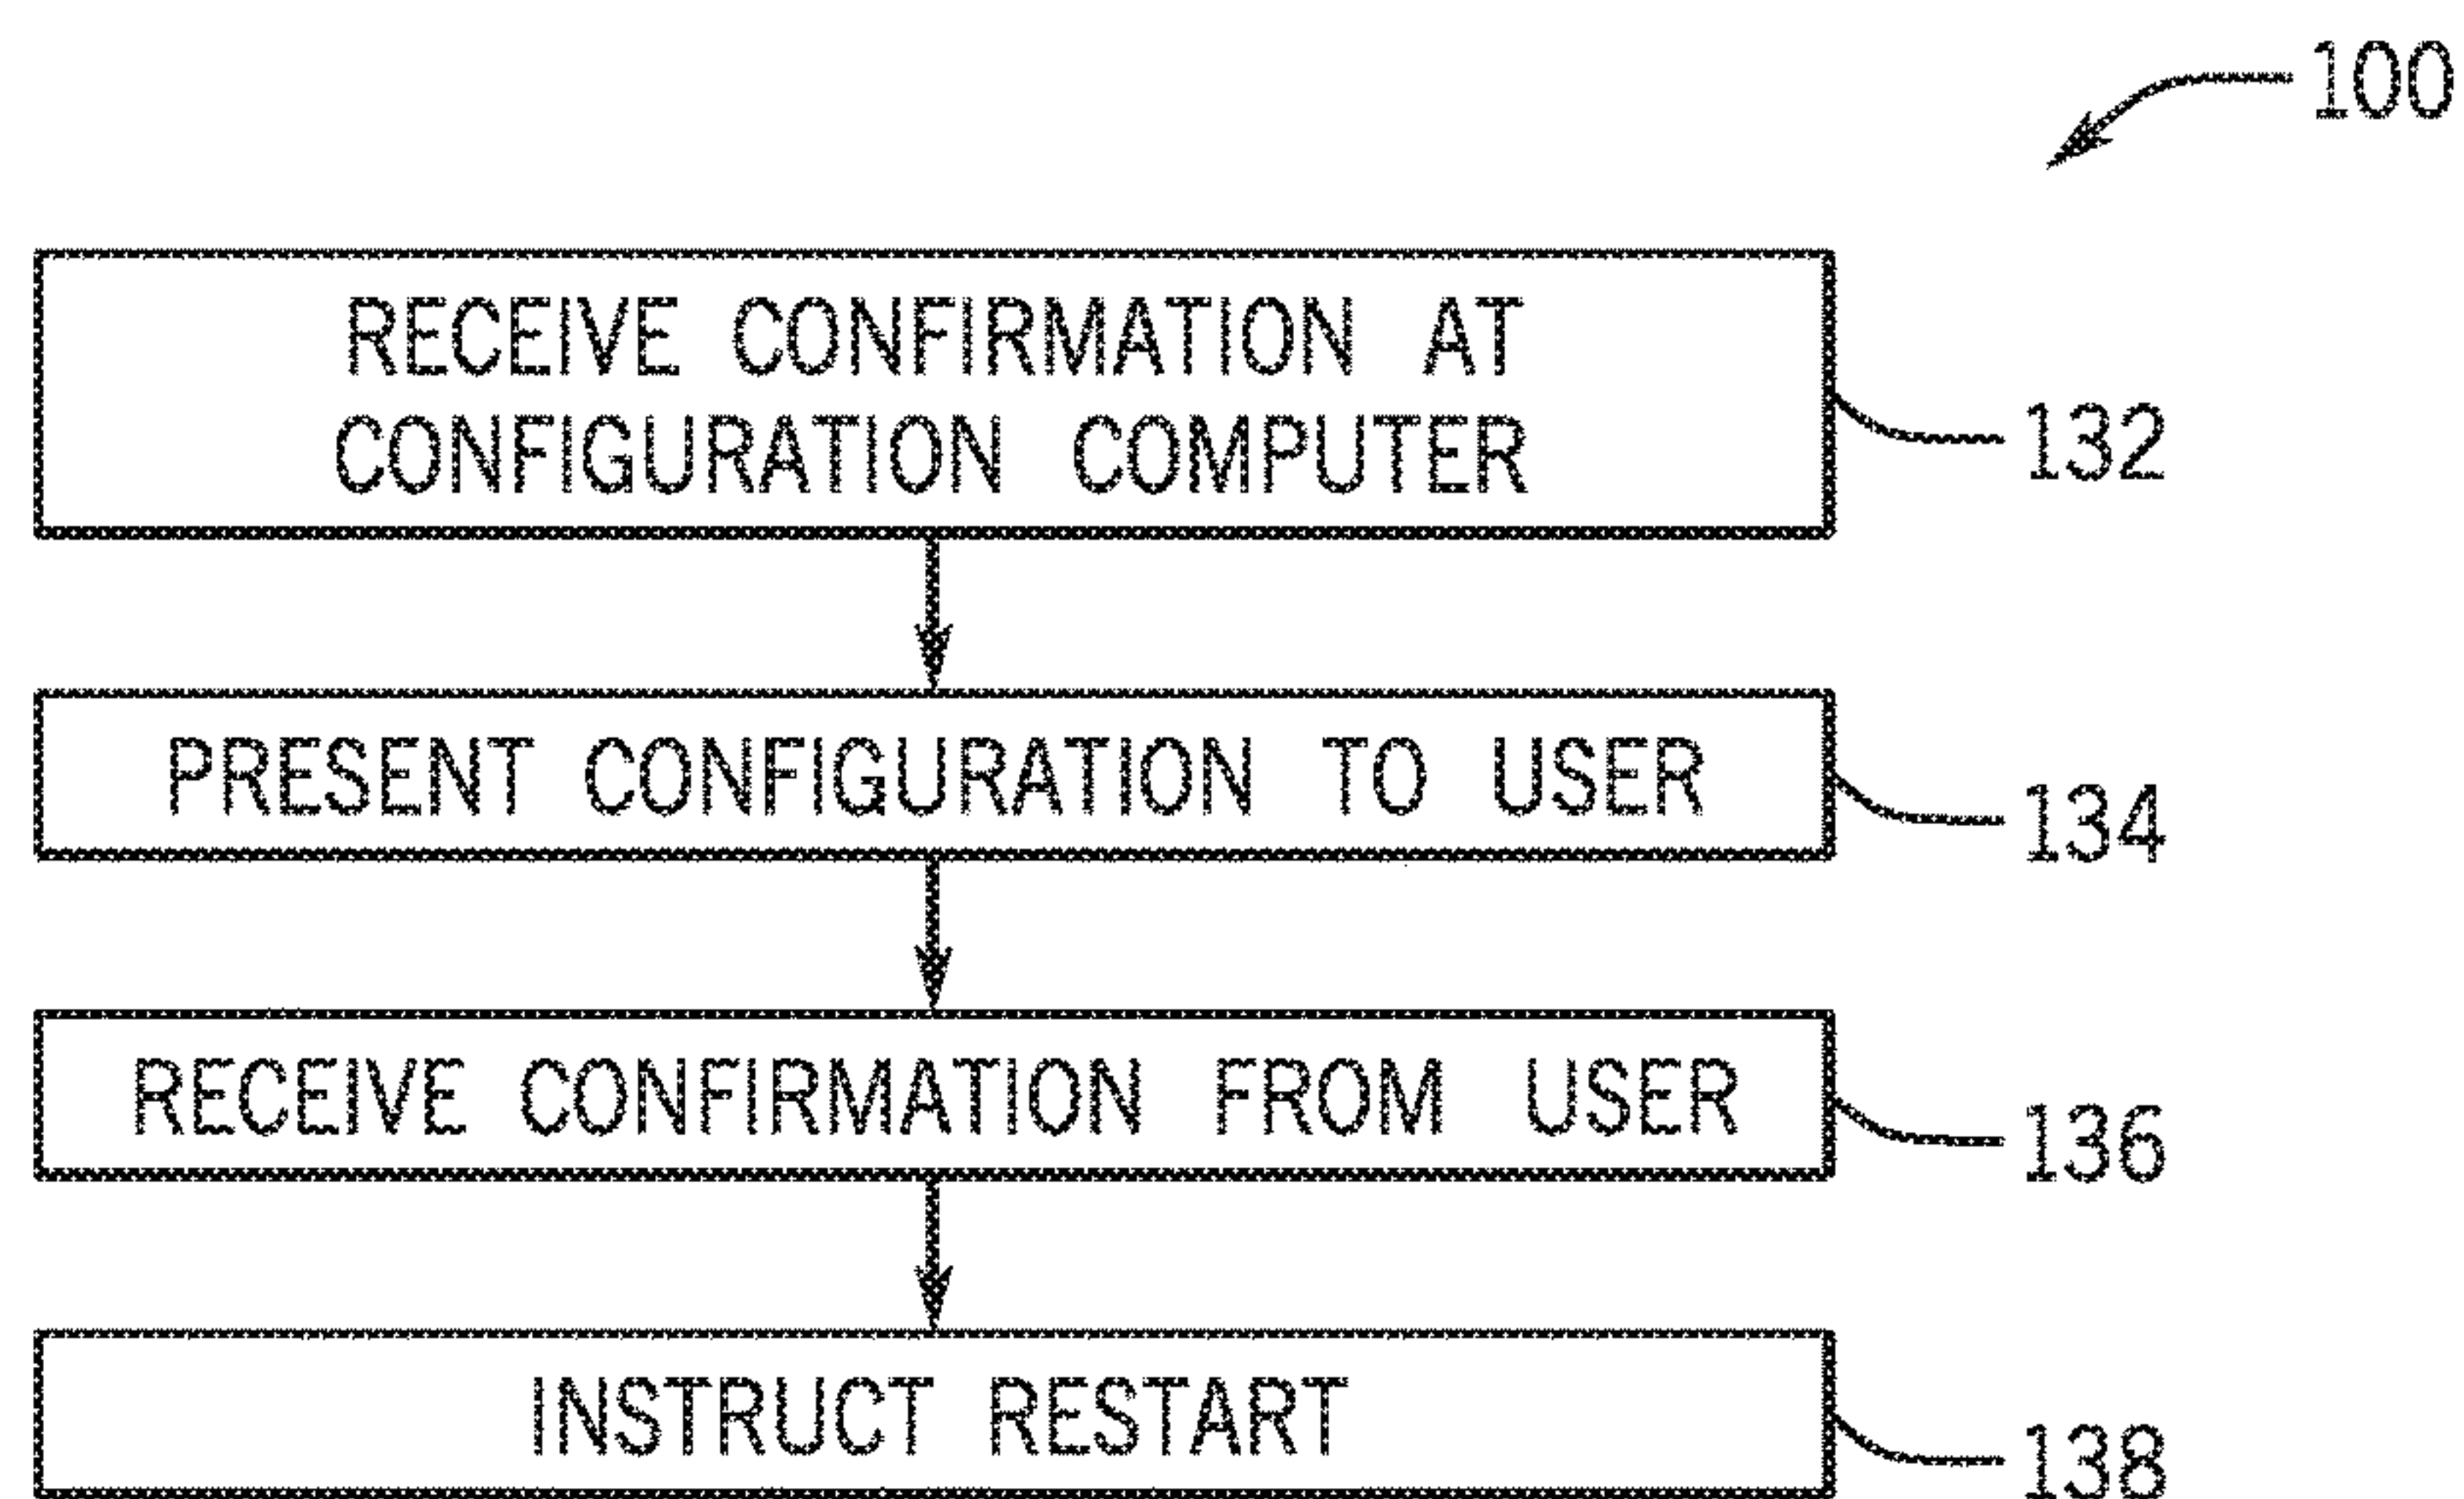 100
RECEIVE CONFIRMATION AT
CONFIGURATION COMPUTER
132
PRESENT CONFIGURATION TO USER
134
RECEIVE CONFIRMATION FROM USER
136
INSTRUCT RESTART
138